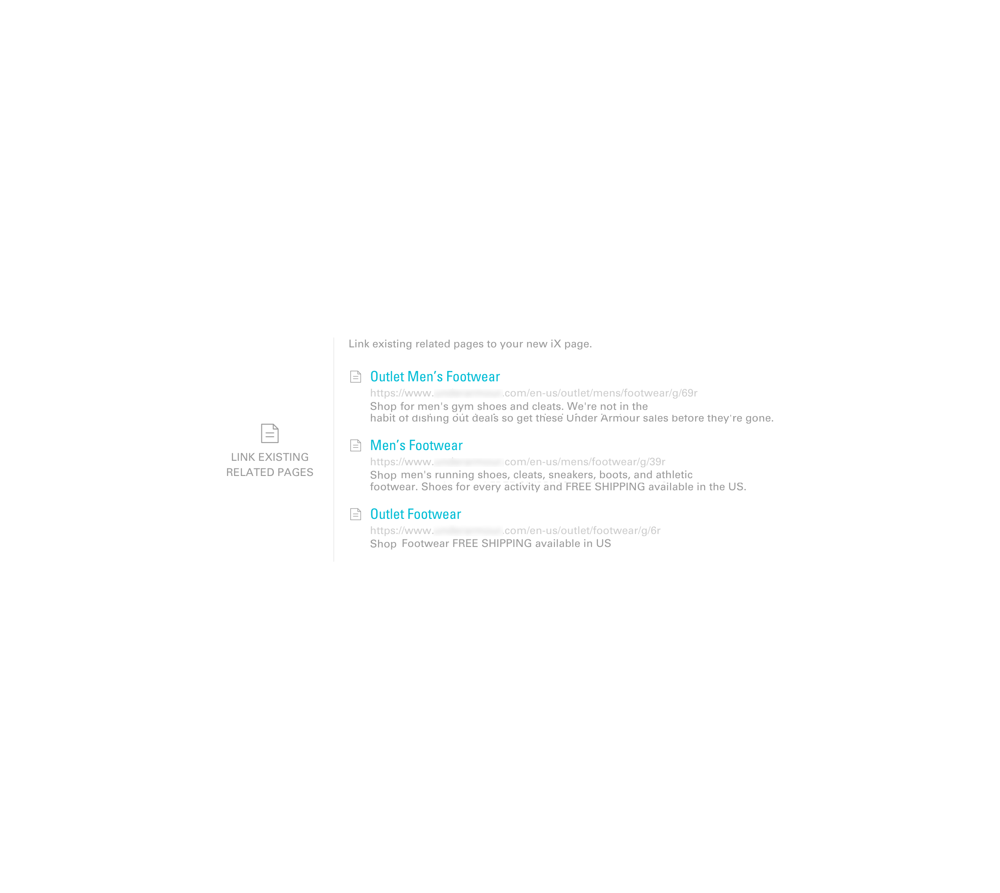 Link existing related pages to your new iX page.
Outlet Men’s Footwear
https://www. .com/en-us/outlet/mens/footwear/g/69r
Shop for men's gym shoes and cleats. We're not in the
habit of dishing out deals so get these Under Armour sales before they're gone.
LINK EXISTING
RELATED PAGES
Men’s Footwear
https://www. com/en-us/mens/footwear/g/39r
Shop men's running shoes, cleats, sneakers, boots, and athletic
footwear. Shoes for every activity and FREE SHIPPING available in the US.
Outlet Footwear
https://www. .com/en-us/outlet/footwear/g/6r
Shop Footwear FREE SHIPPING available in US